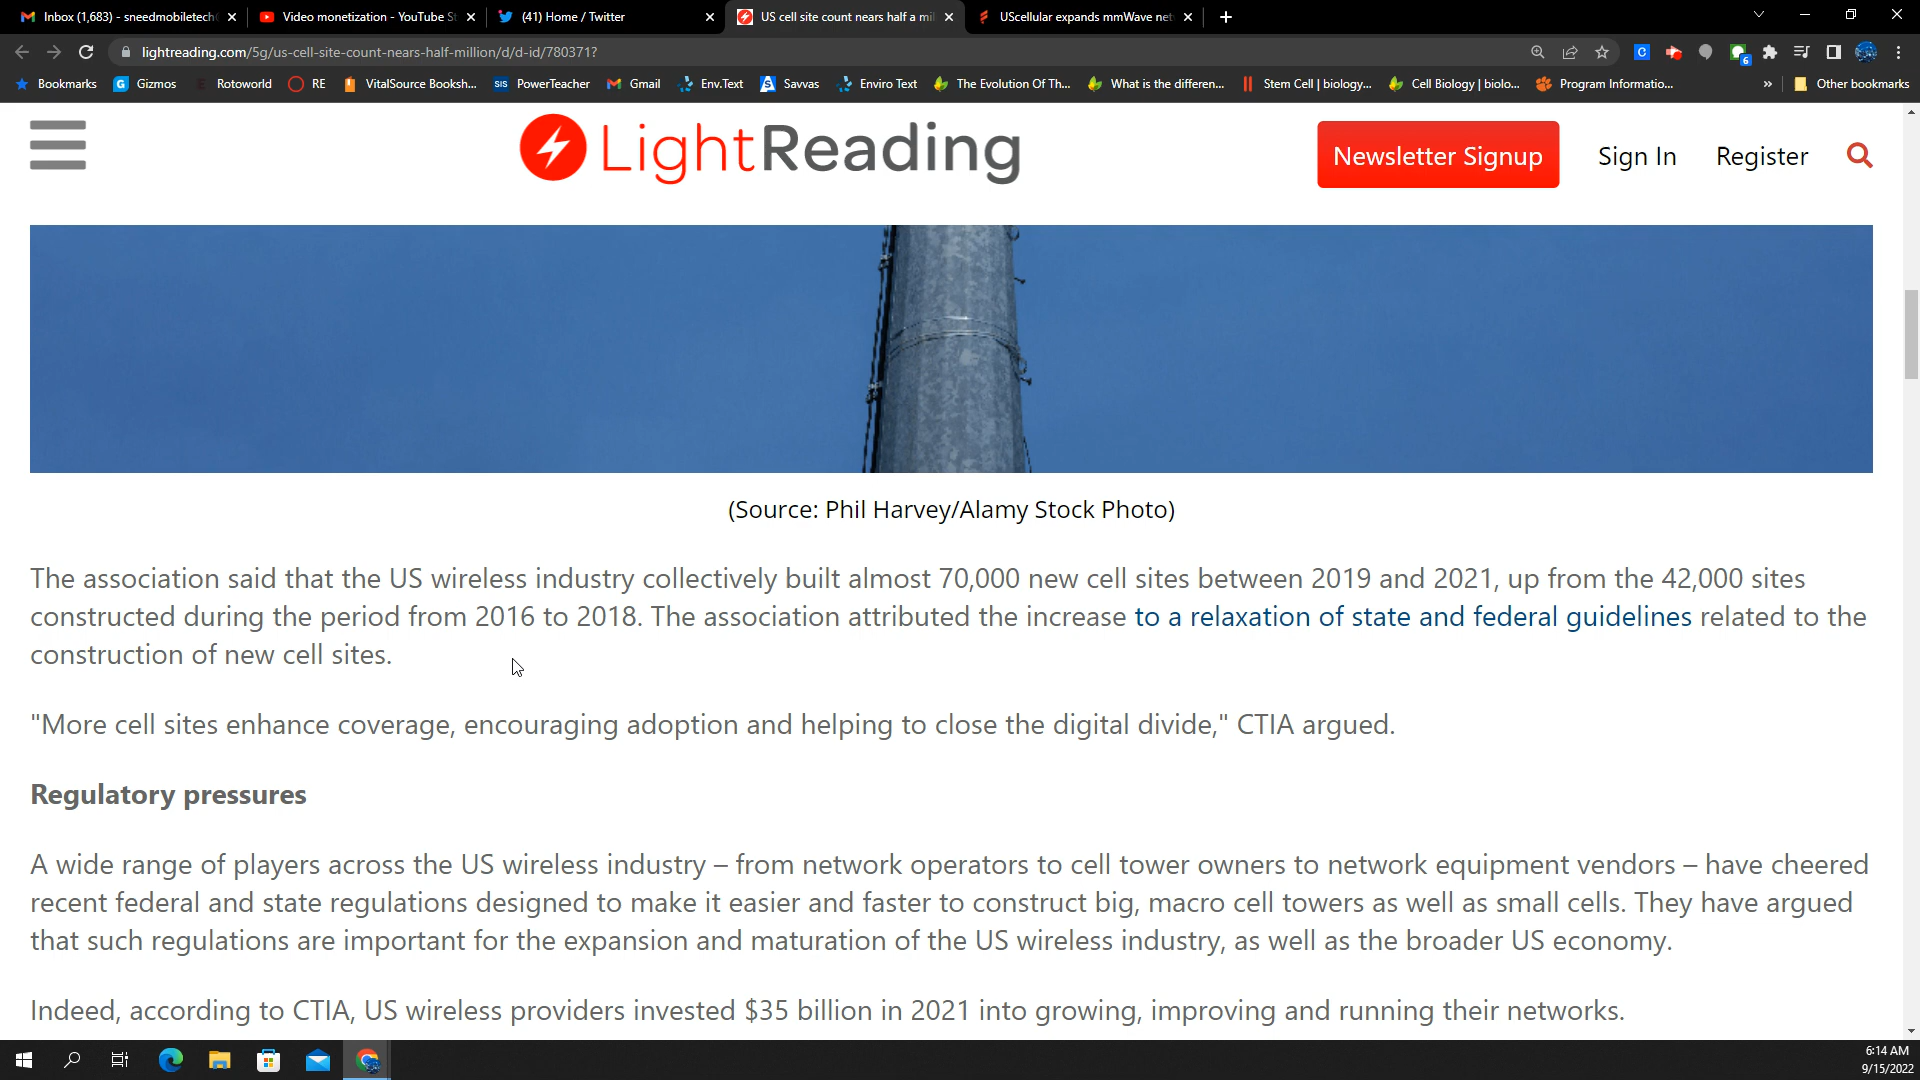 Inbox (1,683) - sneedmobiletech
Video monetization - YouTube St
(41) Home / Twitter
US cell site count nears half a mil
UScellular expands mmWave net
lightreading.com/5g/us-cell-site-count-nears-half-million/d/d-id/780371?
6
Bookmarks
Gizmos
Rotoworld
RE
VitalSource Booksh...
SIS PowerTeacher
Gmail
Env.Text
Savvas
Enviro Text
The Evolution Of Th...
What is the differen...
Stem Cell | biology...
Cell Biology | biolo...
Program Informatio...
»
Other bookmarks
LightReading
Newsletter Signup
Sign In
Register
(Source: Phil Harvey/Alamy Stock Photo)
The association said that the US wireless industry collectively built almost 70,000 new cell sites between 2019 and 2021, up from the 42,000 sites
constructed during the period from 2016 to 2018. The association attributed the increase to a relaxation of state and federal guidelines related to the
construction of new cell sites.
"More cell sites enhance coverage, encouraging adoption and helping to close the digital divide," CTIA argued.
Regulatory pressures
A wide range of players across the US wireless industry – from network operators to cell tower owners to network equipment vendors – have cheered
recent federal and state regulations designed to make it easier and faster to construct big, macro cell towers as well as small cells. They have argued
that such regulations are important for the expansion and maturation of the US wireless industry, as well as the broader US economy.
Indeed, according to CTIA, US wireless providers invested $35 billion in 2021 into growing, improving and running their networks.
6:14 AM
9/15/2022